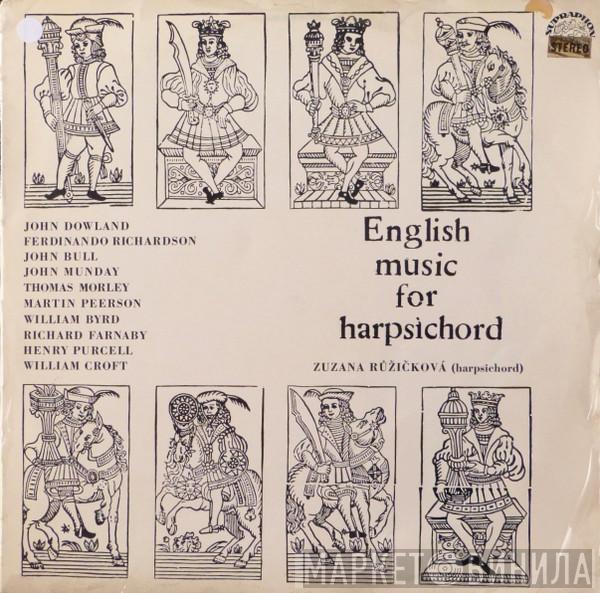 SUPRAPHON
STEREO
JOHN DOWLAND
FERDINANDO RICHARDSON
JOHN BULL
JOHN MUNDAY
THOMAS MORLEY
MARTIN PEERSON
WILLIAM BYRD
RICHARD FARNABY
HENRY PURCELL
WILLIAM CROFT
English
music
for
harpsichord
ZUZANA RŮŽIČKOVÁ (harpsichord)
МАРКЕТ ВИНИЛА